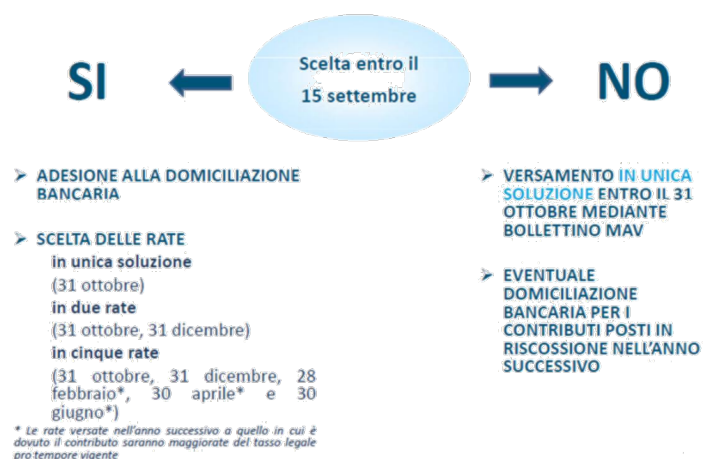 Scelta entro il
15 settembre
SI
NO
➢ ADESIONE ALLA DOMICILIAZIONE
BANCARIA
➢ SCELTA DELLE RATE
in unica soluzione
(31 ottobre)
in due rate
(31 ottobre, 31 dicembre)
in cinque rate
(31 ottobre, 31 dicembre, 28
febbraio*, 30 aprile* e 30
giugno*)
* Le rate versate nell'anno successivo a quello in cui è
dovuto il contributo saranno maggiorate del tasso legale
pro tempore vigente
➢ VERSAMENTO IN UNICA
SOLUZIONE ENTRO IL 31
OTTOBRE MEDIANTE
BOLLETTINO MAV
➢ EVENTUALE
DOMICILIAZIONE
BANCARIA PER I
CONTRIBUTI POSTI IN
RISCOSSIONE NELL'ANNO
SUCCESSIVO